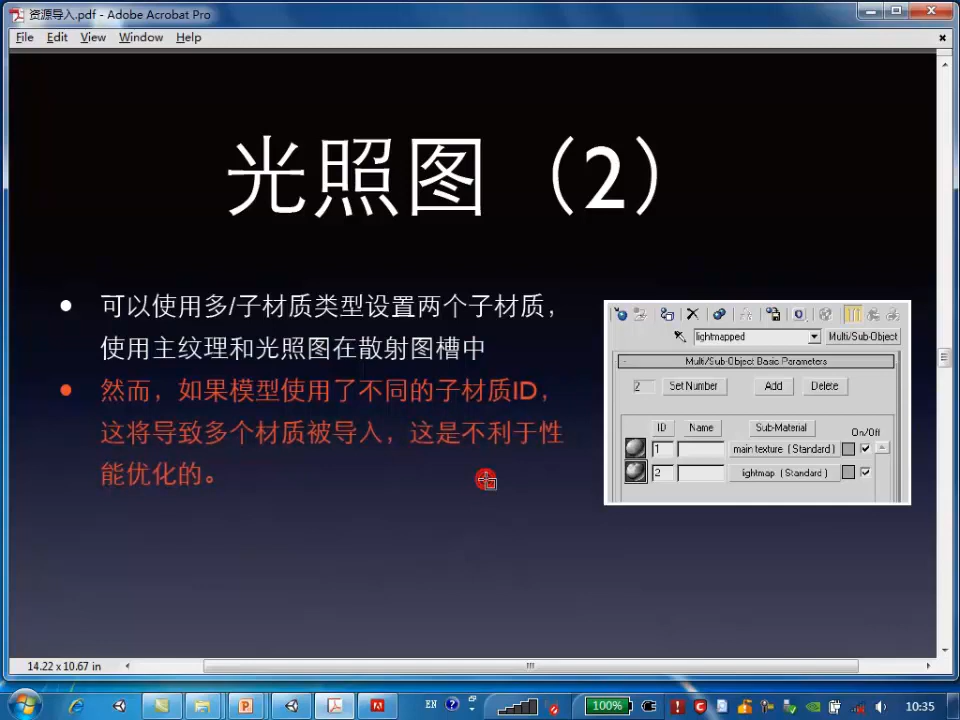 资源导入.pdf - Adobe Acrobat Pro
File Edit View Window Help
光照图（2）
可以使用多/子材质类型设置两个子材质，
使用主纹理和光照图在散射图槽中
然而，如果模型使用了不同的子材质ID，
这将导致多个材质被导入，这是不利于性
能优化的。
lightmapped Multi/Sub-Object
- Multi/Sub-Object Basic Parameters
2 Set Number Add Delete
ID Name Sub-Material On/Off
1 main texture ( Standard )
2 lightmap ( Standard )
14.22 x 10.67 in
EN 100% 10:35